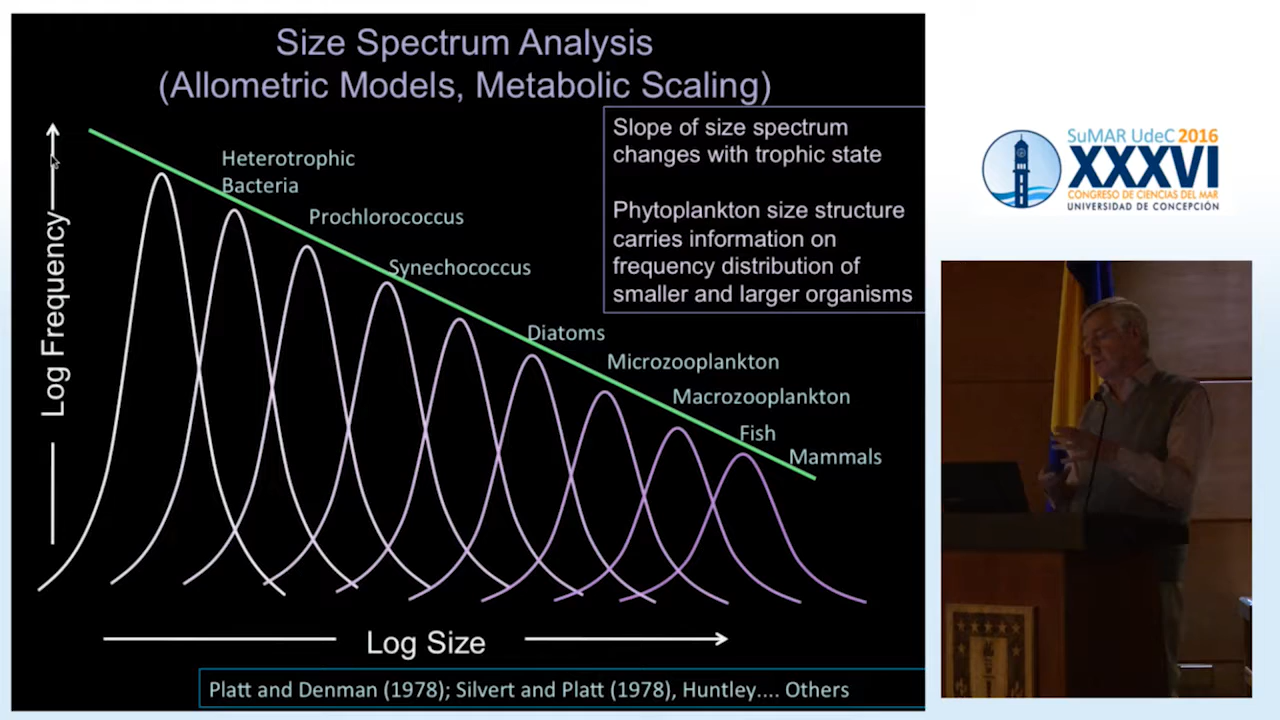 Size Spectrum Analysis
(Allometric Models, Metabolic Scaling)
Slope of size spectrum
changes with trophic state
Phytoplankton size structure
carries information on
frequency distribution of
smaller and larger organisms
Heterotrophic
Bacteria
Prochlorococcus
Synechococcus
Diatoms
Microzooplankton
Macrozooplankton
Fish
Mammals
Log Frequency
Log Size
Platt and Denman (1978); Silvert and Platt (1978), Huntley.... Others
SuMAR UdeC 2016
XXXVI
CONGRESO DE CIENCIAS DEL MAR
UNIVERSIDAD DE CONCEPCIÓN